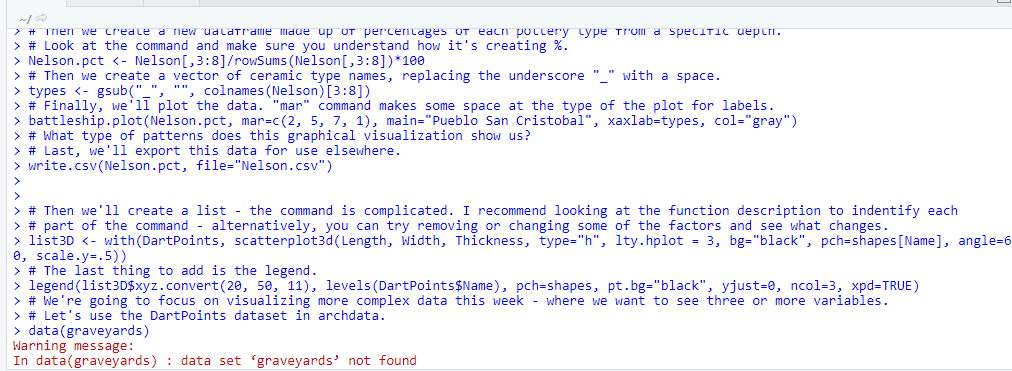 ~/
> # Then we create a new dataframe made up of percentages of each pottery type from a specific depth.
> # Look at the command and make sure you understand how it's creating %.
> Nelson.pct <- Nelson[,3:8]/rowSums(Nelson[,3:8])*100
> # Then we create a vector of ceramic type names, replacing the underscore "_" with a space.
> types <- gsub("_", "", colnames(Nelson)[3:8])
> # Finally, we'll plot the data. "mar" command makes some space at the type of the plot for labels.
> battleship.plot(Nelson.pct, mar=c(2, 5, 7, 1), main="Pueblo San Cristobal", xaxlab=types, col="gray")
> # What type of patterns does this graphical visualization show us?
> # Last, we'll export this data for use elsewhere.
> write.csv(Nelson.pct, file="Nelson.csv")
>
>
> # Then we'll create a list - the command is complicated. I recommend looking at the function description to indentify each
> # part of the command - alternatively, you can try removing or changing some of the factors and see what changes.
> list3D <- with(DartPoints, scatterplot3d(Length, Width, Thickness, type="h", lty.hplot = 3, bg="black", pch=shapes[Name], angle=6
0, scale.y=.5))
> # The last thing to add is the legend.
> legend(list3D$xyz.convert(20, 50, 11), levels(DartPoints$Name), pch=shapes, pt.bg="black", yjust=0, ncol=3, xpd=TRUE)
> # We're going to focus on visualizing more complex data this week - where we want to see three or more variables.
> # Let's use the DartPoints dataset in archdata.
> data(graveyards)
Warning message:
In data(graveyards) : data set ‘graveyards’ not found